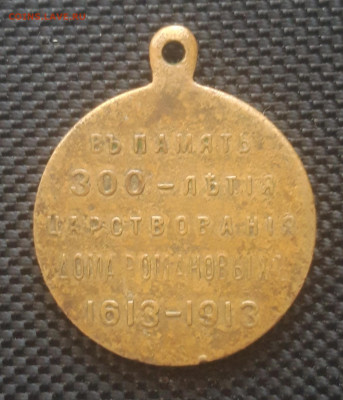 ВЪ ПАМЯТЬ
300-ЛѢТІЯ
ЦАРСТВОВАНІЯ
ДОМА РОМАНОВЫХЪ
1613-1913